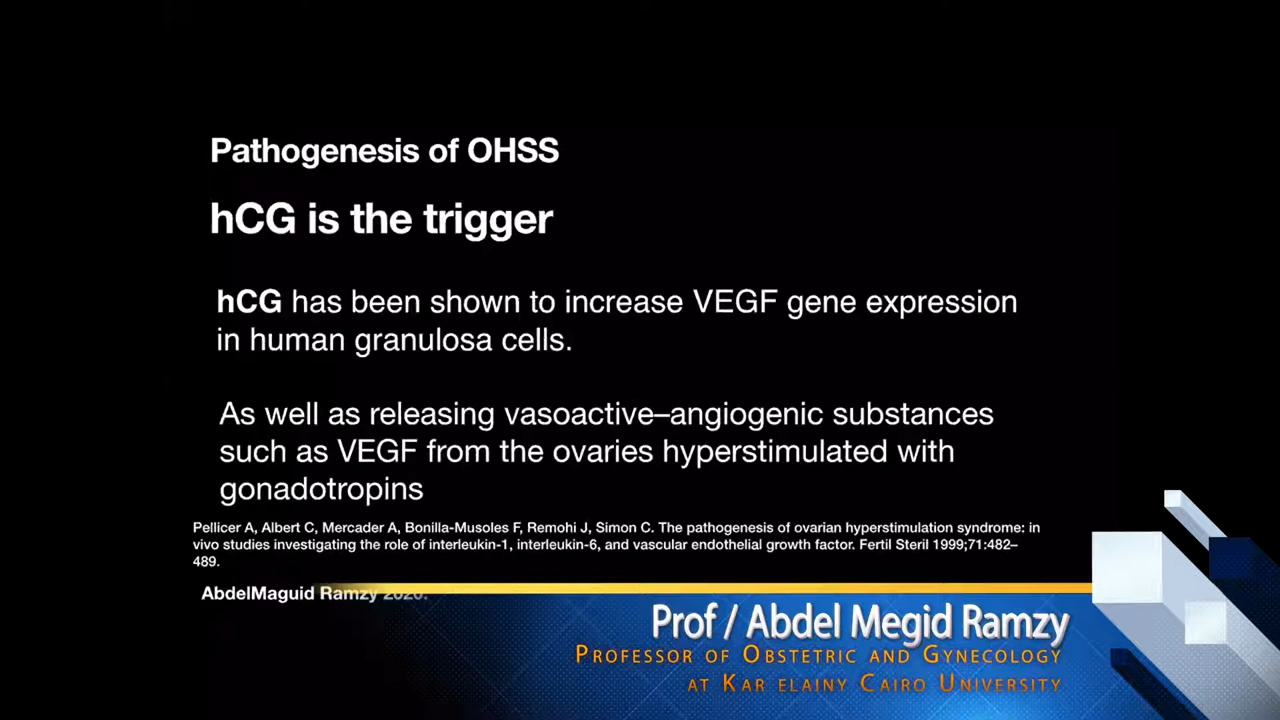 Pathogenesis of OHSS
hCG is the trigger
hCG has been shown to increase VEGF gene expression
in human granulosa cells.
As well as releasing vasoactive–angiogenic substances
such as VEGF from the ovaries hyperstimulated with
gonadotropins
Pellicer A, Albert C, Mercader A, Bonilla-Musoles F, Remohi J, Simon C. The pathogenesis of ovarian hyperstimulation syndrome: in
vivo studies investigating the role of interleukin-1, interleukin-6, and vascular endothelial growth factor. Fertil Steril 1999;71:482–
489.
AbdelMaguid Ramzy 2020.
Prof / Abdel Megid Ramzy
Professor of Obstetric and Gynecology
at Kar elainy Cairo University